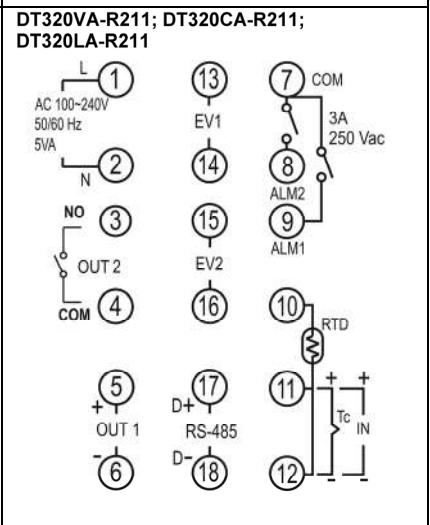 DT320VA-R211; DT320CA-R211;
DT320LA-R211
L
1
13
7
COM
AC 100~240V
50/60 Hz
5VA
EV1
3A
250 Vac
N
2
14
8
ALM2
NO
3
15
9
ALM1
OUT 2
EV2
COM
4
16
10
RTD
5
17
11
+
+
+
D+
OUT 1
RS-485
Tc
IN
-
D-
6
18
12
-
-